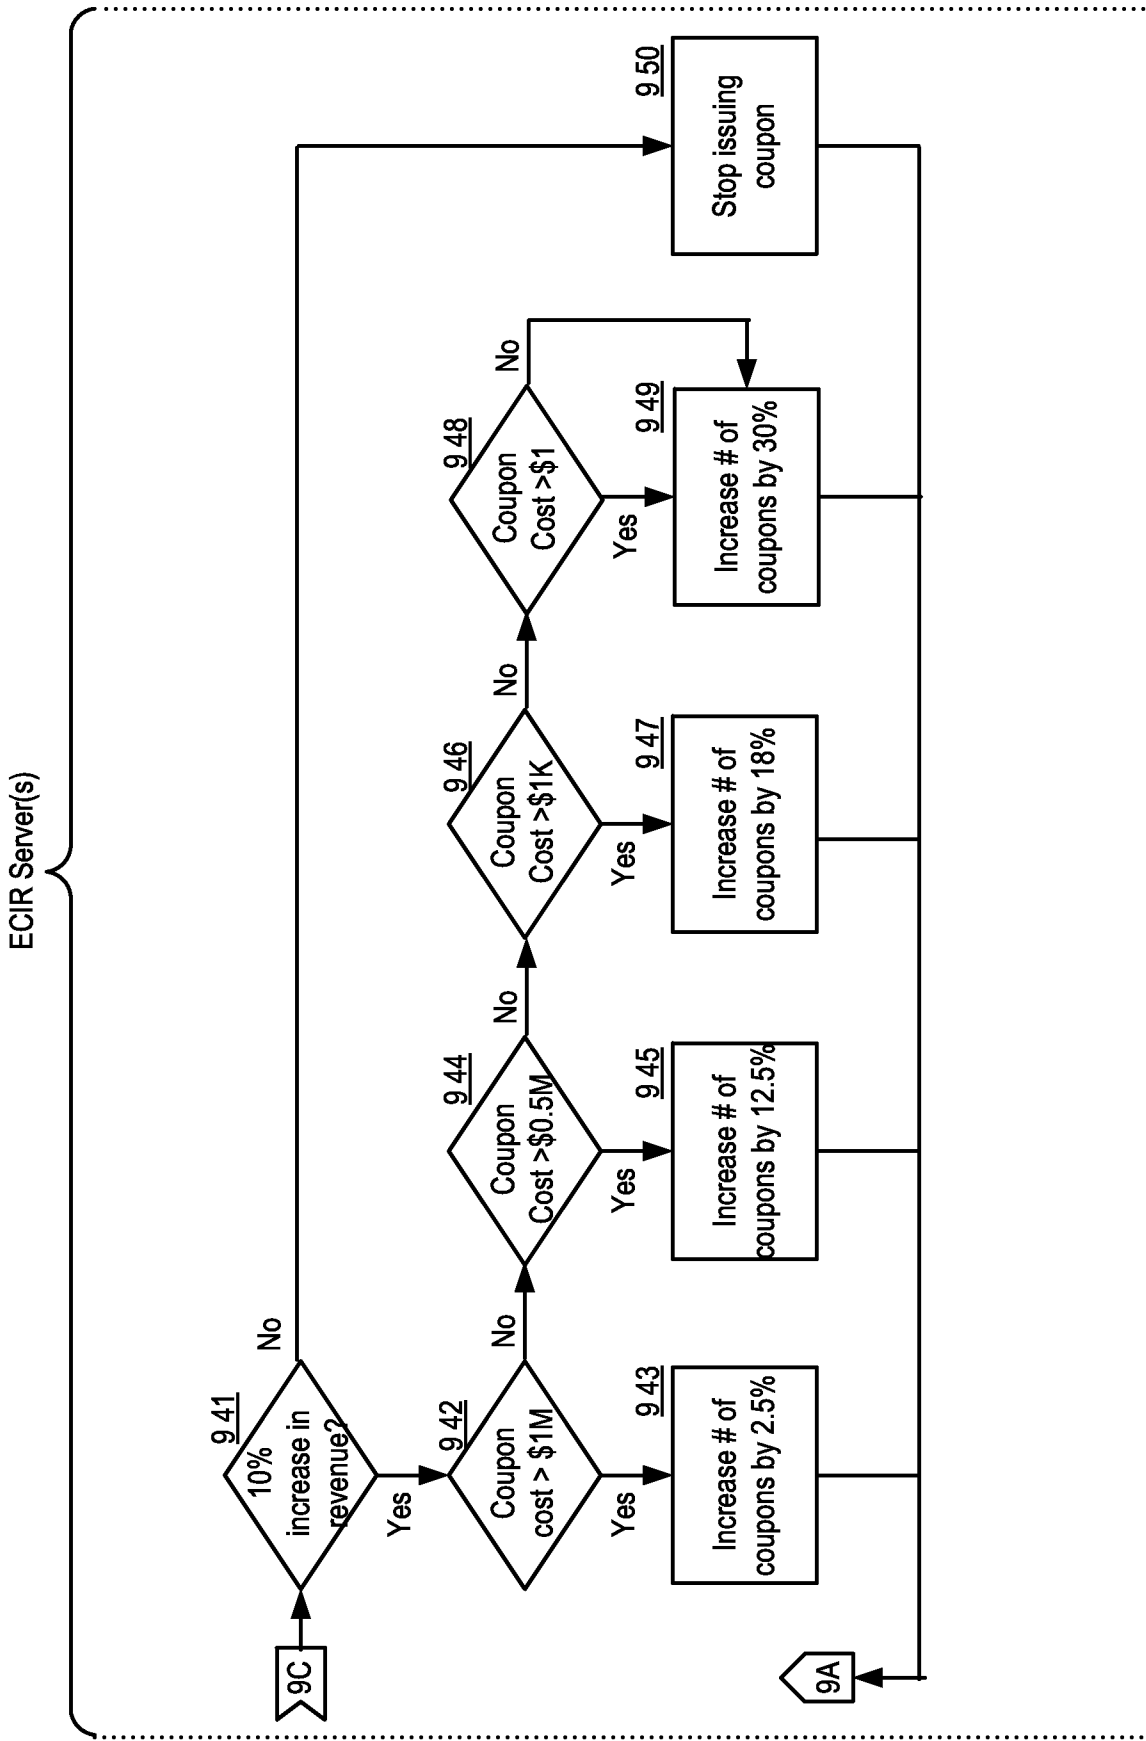 ECIR Server(s)
9C
9 41
10%
increase in
revenue?
No
Yes
9 42
Coupon
cost > $1M
No
Yes
9 44
Coupon
Cost >$0.5M
No
Yes
9 46
Coupon
Cost >$1K
No
Yes
9 48
Coupon
Cost >$1
No
Yes
9 43
Increase # of
coupons by 2.5%
9 45
Increase # of
coupons by 12.5%
9 47
Increase # of
coupons by 18%
9 49
Increase # of
coupons by 30%
9 50
Stop issuing
coupon
9A